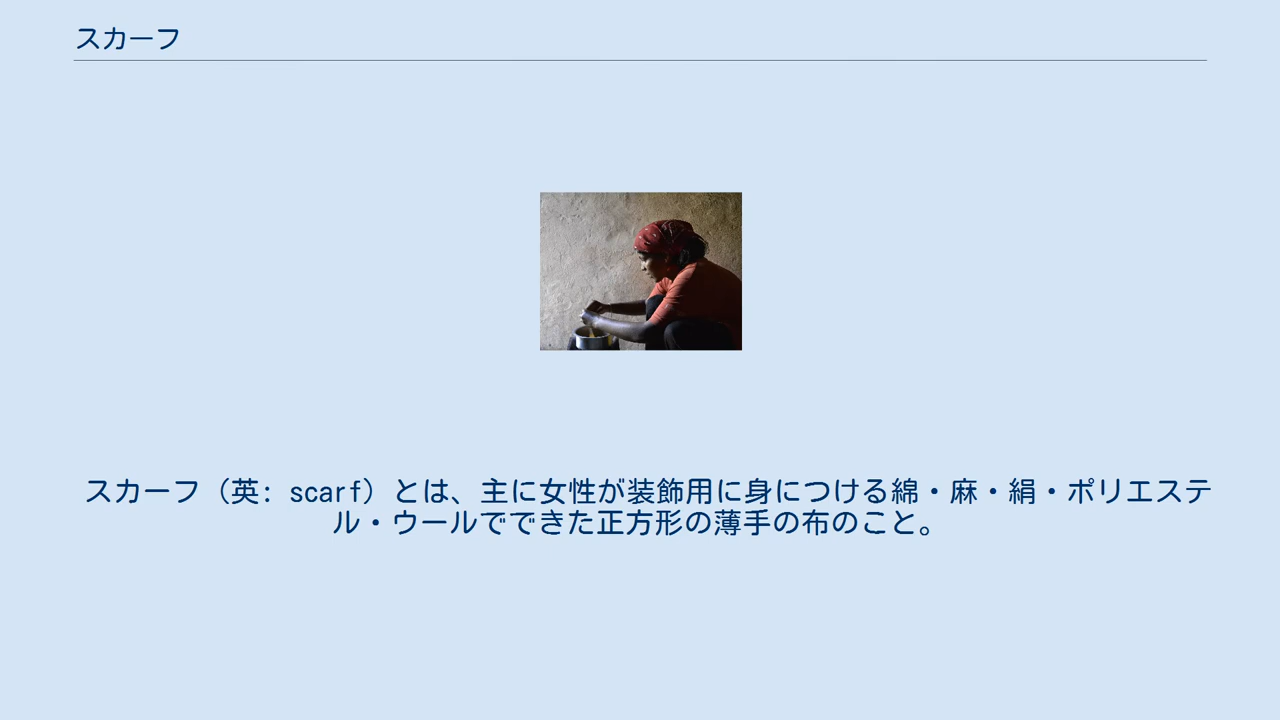 スカーフ
スカーフ（英: scarf）とは、主に女性が装飾用に身につける綿・麻・絹・ポリエステ
ル・ウールでできた正方形の薄手の布のこと。